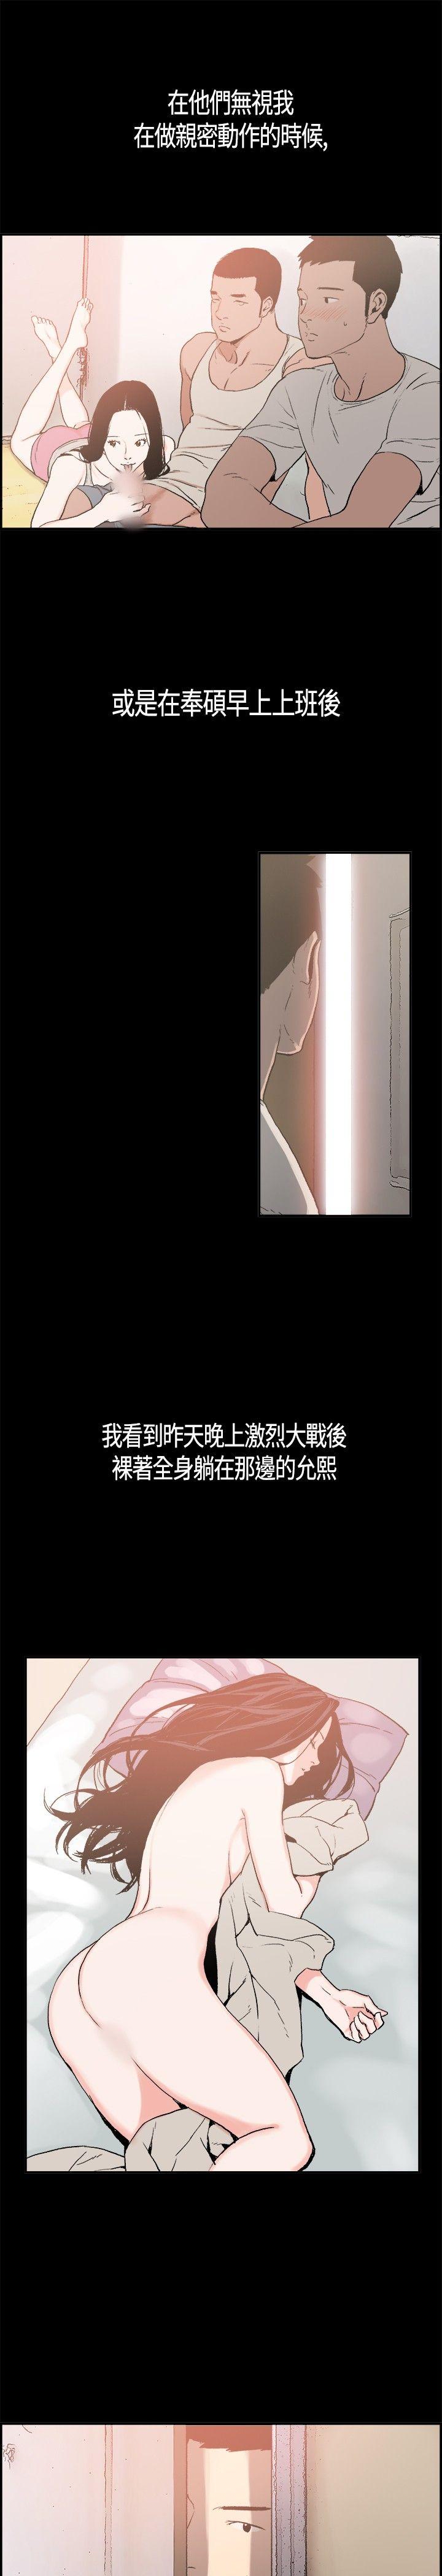 在他們無視我
在做親密動作的時候,
或是在奉碩早上上班後
我看到昨天晚上激烈大戰後
裸著全身躺在那邊的允熙